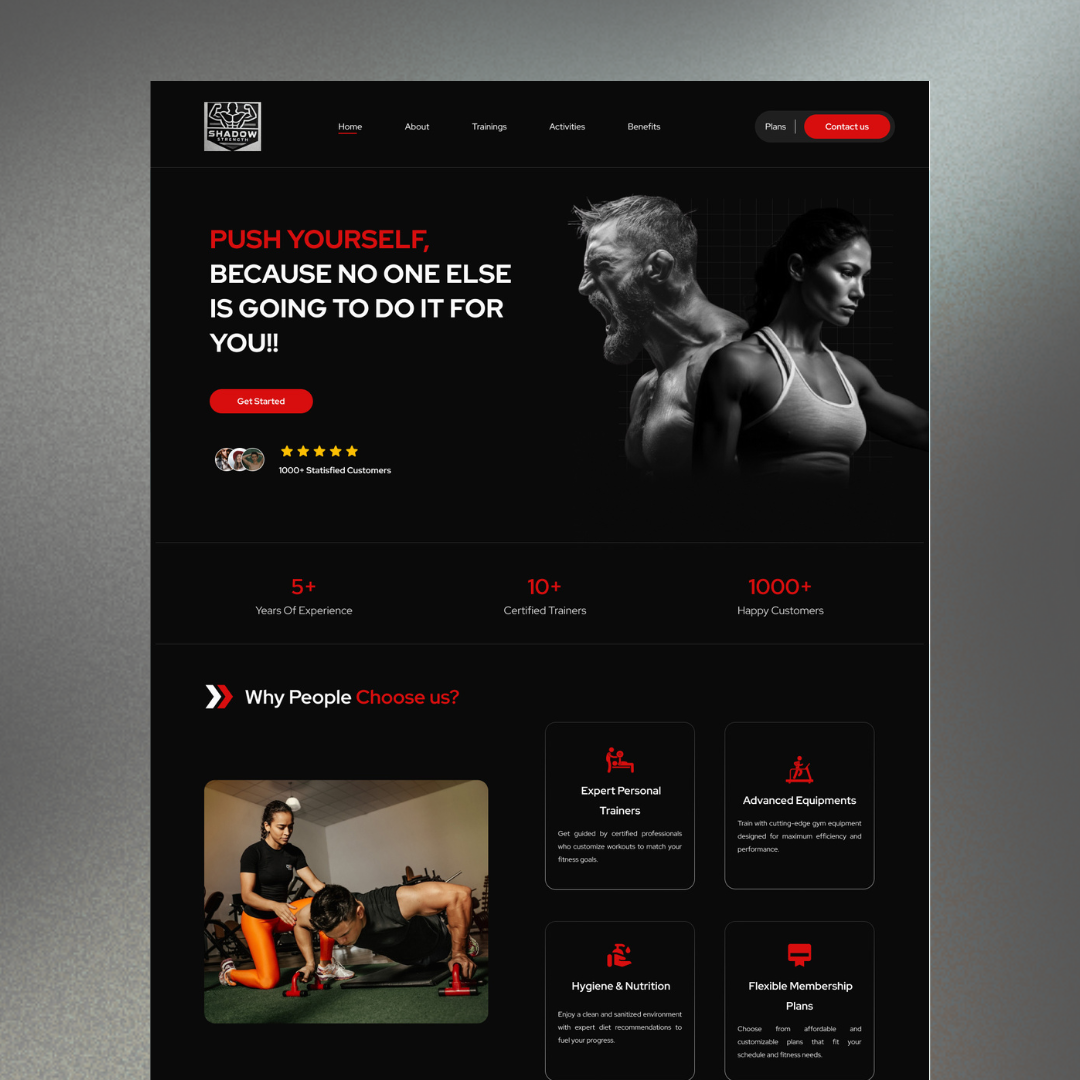 SHADOW
STRENGTH
Home
About
Trainings
Activities
Benefits
Plans
Contact us
PUSH YOURSELF,
BECAUSE NO ONE ELSE
IS GOING TO DO IT FOR
YOU!!
Get Started
1000+ Statisfied Customers
5+
Years Of Experience
10+
Certified Trainers
1000+
Happy Customers
Why People Choose us?
Expert Personal
Trainers
Get guided by certified professionals
who customize workouts to match your
fitness goals.
Advanced Equipments
Train with cutting-edge gym equipment
designed for maximum efficiency and
performance.
Hygiene & Nutrition
Enjoy a clean and sanitized environment
with expert diet recommendations to
fuel your progress.
Flexible Membership
Plans
Choose from affordable and
customizable plans that fit your
schedule and fitness needs.